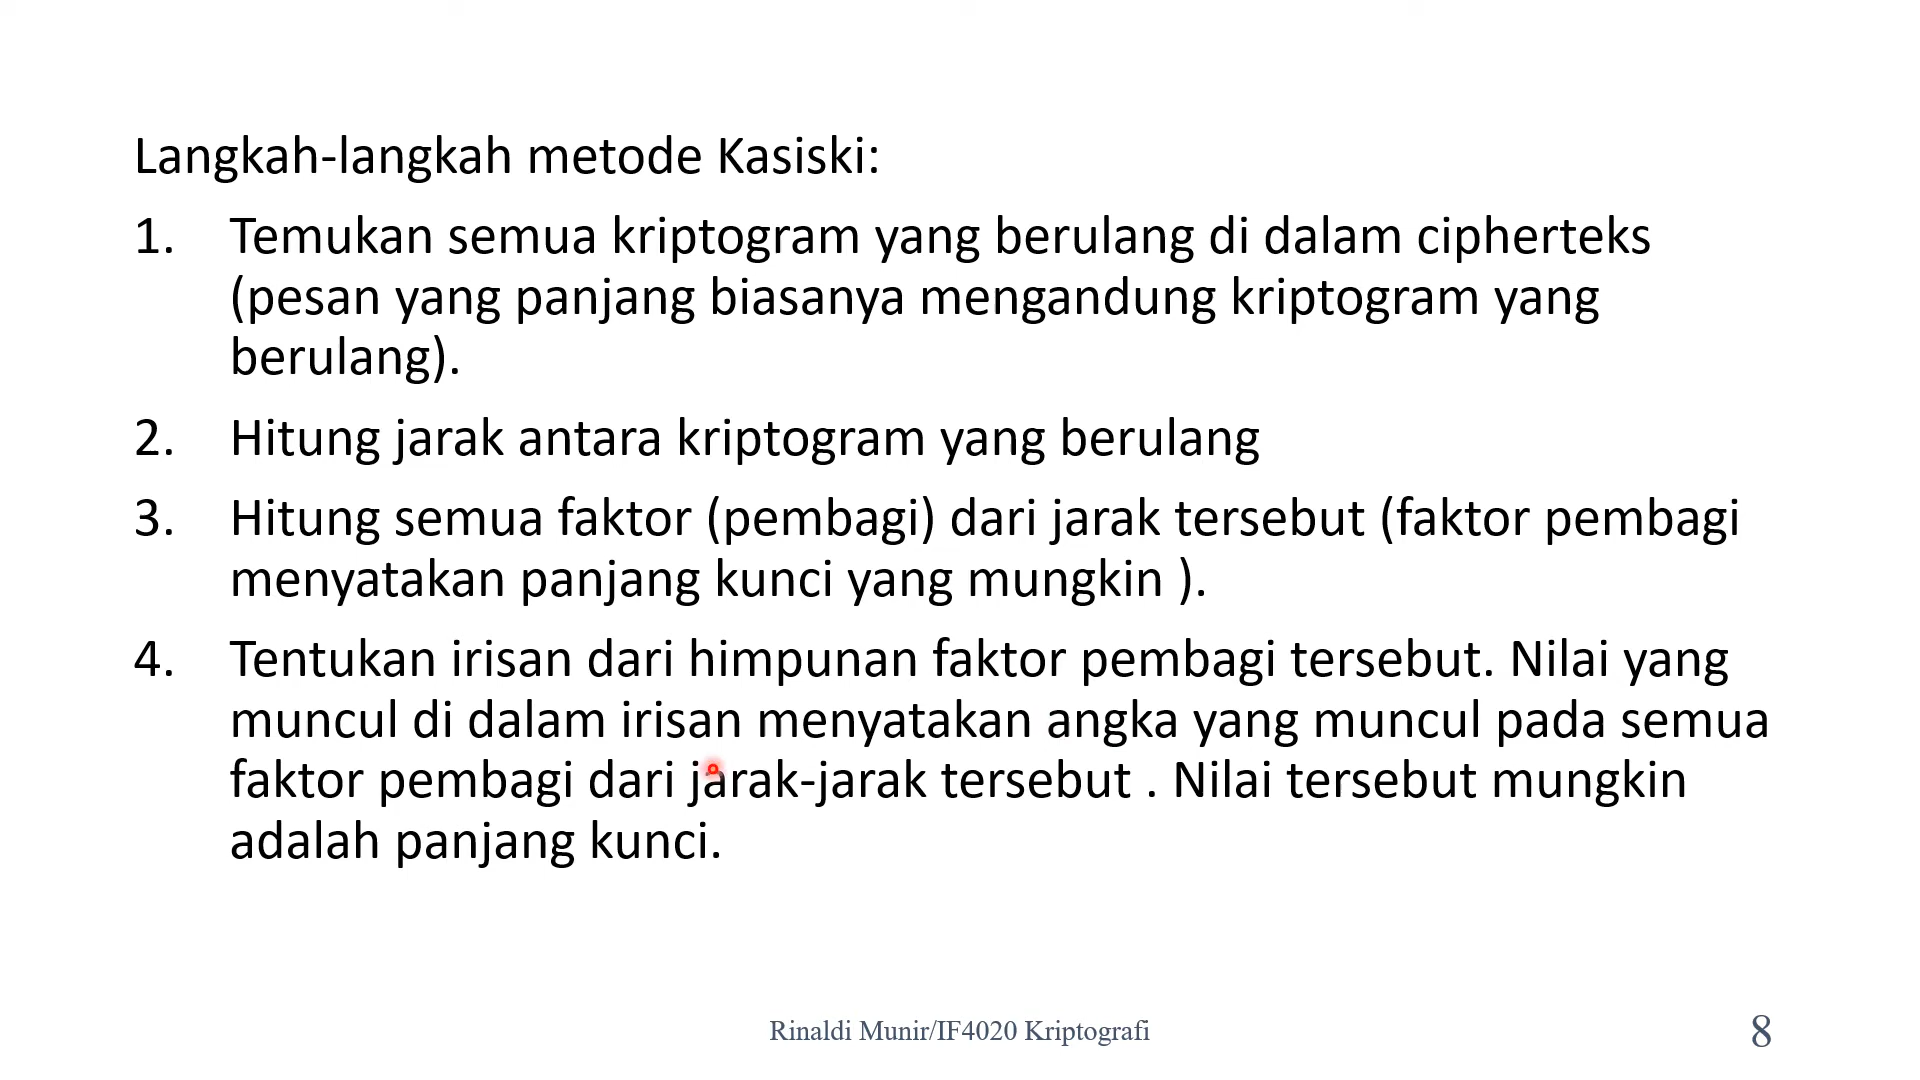 Langkah-langkah metode Kasiski:
1. Temukan semua kriptogram yang berulang di dalam cipherteks
(pesan yang panjang biasanya mengandung kriptogram yang
berulang).
2. Hitung jarak antara kriptogram yang berulang
3. Hitung semua faktor (pembagi) dari jarak tersebut (faktor pembagi
menyatakan panjang kunci yang mungkin ).
4. Tentukan irisan dari himpunan faktor pembagi tersebut. Nilai yang
muncul di dalam irisan menyatakan angka yang muncul pada semua
faktor pembagi dari jarak-jarak tersebut . Nilai tersebut mungkin
adalah panjang kunci.
Rinaldi Munir/IF4020 Kriptografi
8